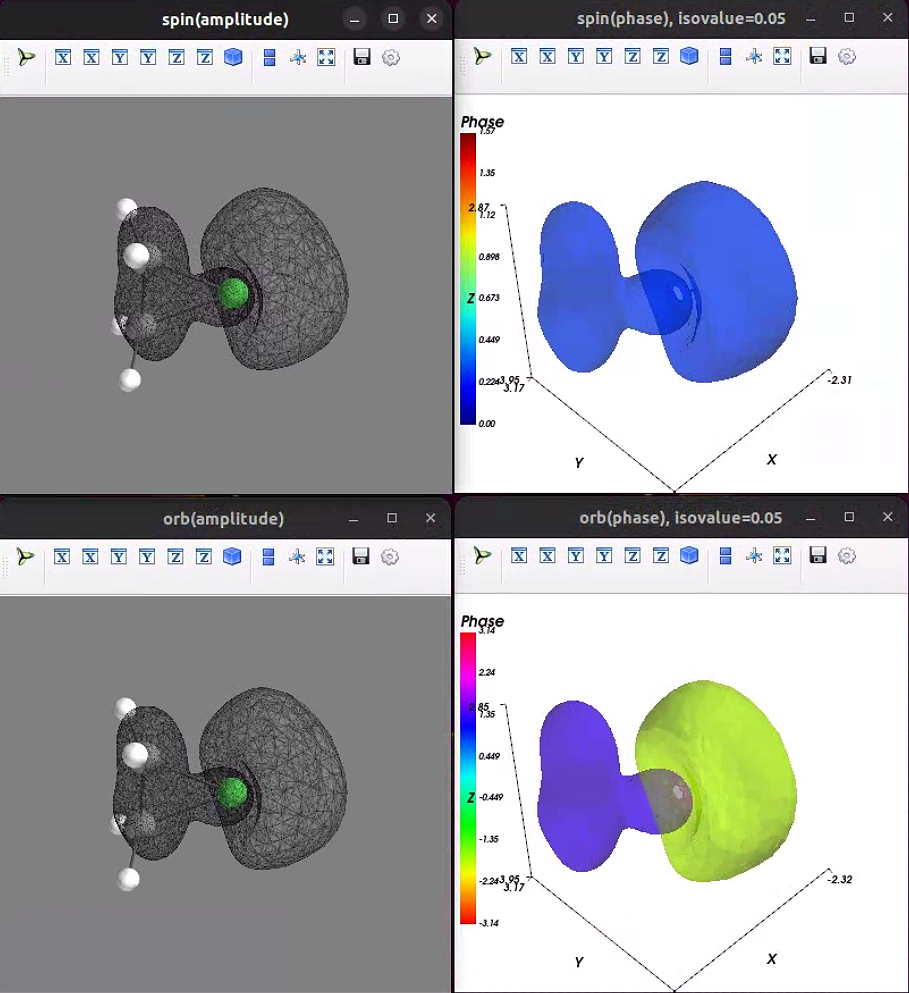 spin(amplitude)
X X Y Y Z Z
spin(phase), isovalue=0.05
X X Y Y Z Z
Phase
1.57
1.35
2.87
1.12
0.898
Z
0.673
0.449
0.224
3.95
3.17
0.00
-2.31
Y
X
orb(amplitude)
X X Y Y Z Z
orb(phase), isovalue=0.05
X X Y Y Z Z
Phase
3.14
2.24
2.85
1.35
0.449
Z
-0.449
-1.35
-2.24
3.95
3.17
-3.14
-2.32
Y
X